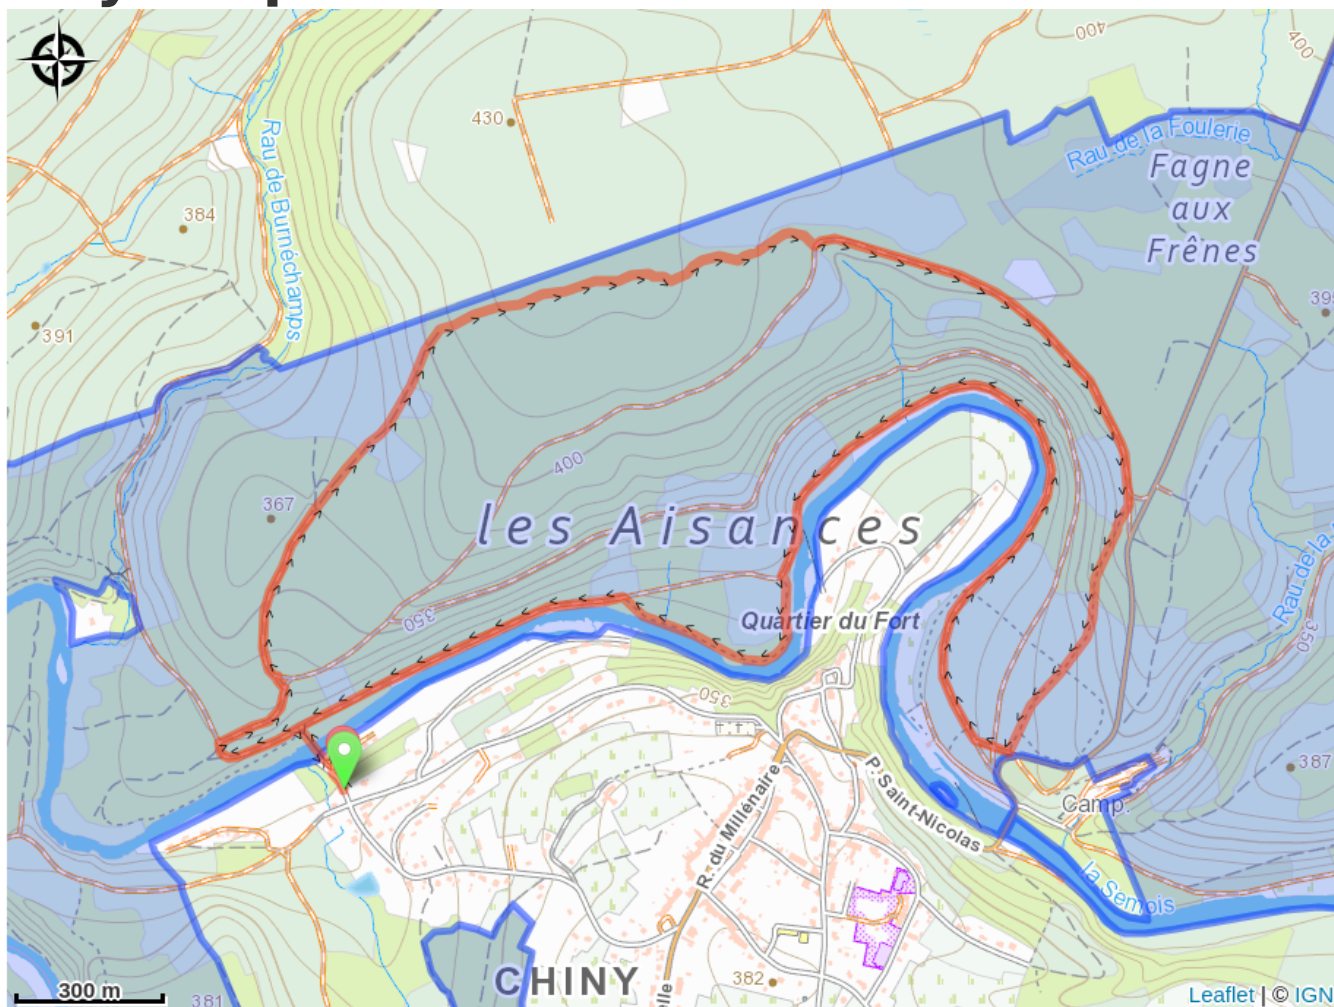 400
400
430
Rau de la Foulerie
Rau de Burnéchamps
Fagne
aux
Frênes
384
391
400
367
les Aisances
350
Rau de la
350
Quartier du Fort
350
387
P. Saint-Nicolas
Camp.
R. du Millénaire
la Semois
CHINY
382
381
300 m
Leaflet | © IGN